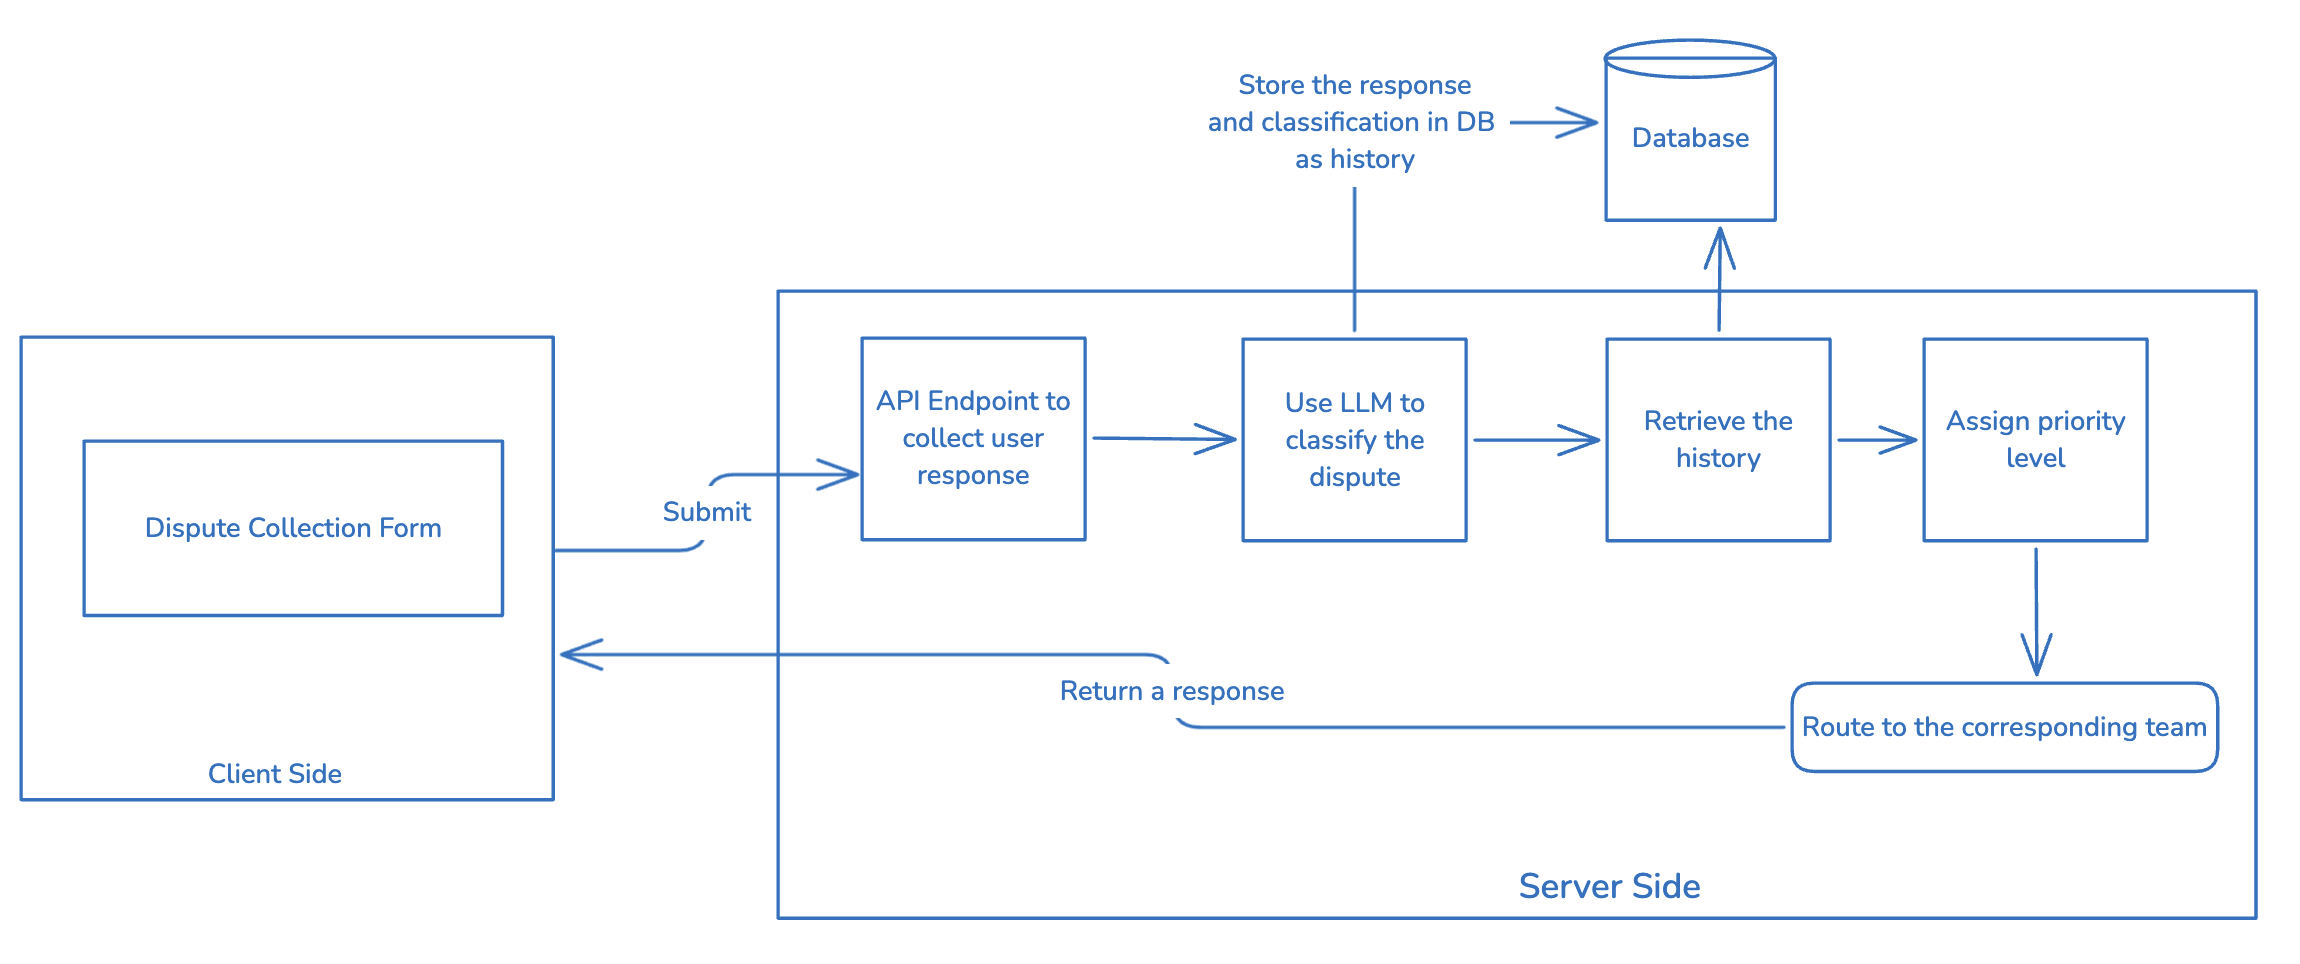 Store the response
and classification in DB
as history
Database
Dispute Collection Form
Client Side
Submit
API Endpoint to
collect user
response
Use LLM to
classify the
dispute
Retrieve the
history
Assign priority
level
Route to the corresponding team
Return a response
Server Side